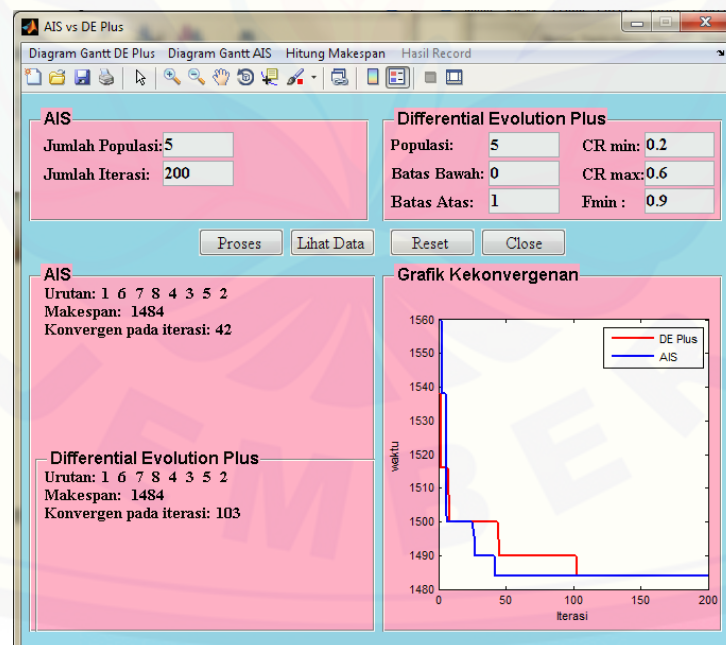 AIS vs DE Plus
Diagram Gantt DE Plus Diagram Gantt AIS Hitung Makespan Hasil Record
AIS
Jumlah Populasi: 5
Jumlah Iterasi: 200
Differential Evolution Plus
Populasi: 5 CR min: 0.2
Batas Bawah: 0 CR max: 0.6
Batas Atas: 1 Fmin : 0.9
Proses Lihat Data Reset Close
AIS
Urutan: 1 6 7 8 4 3 5 2
Makespan: 1484
Konvergen pada iterasi: 42
Differential Evolution Plus
Urutan: 1 6 7 8 4 3 5 2
Makespan: 1484
Konvergen pada iterasi: 103
Grafik Kekonvergenan
1560
1550
1540
1530
1520
1510
1500
1490
1480
waktu
DE Plus
AIS
0 50 100 150 200
Iterasi
JEMBER